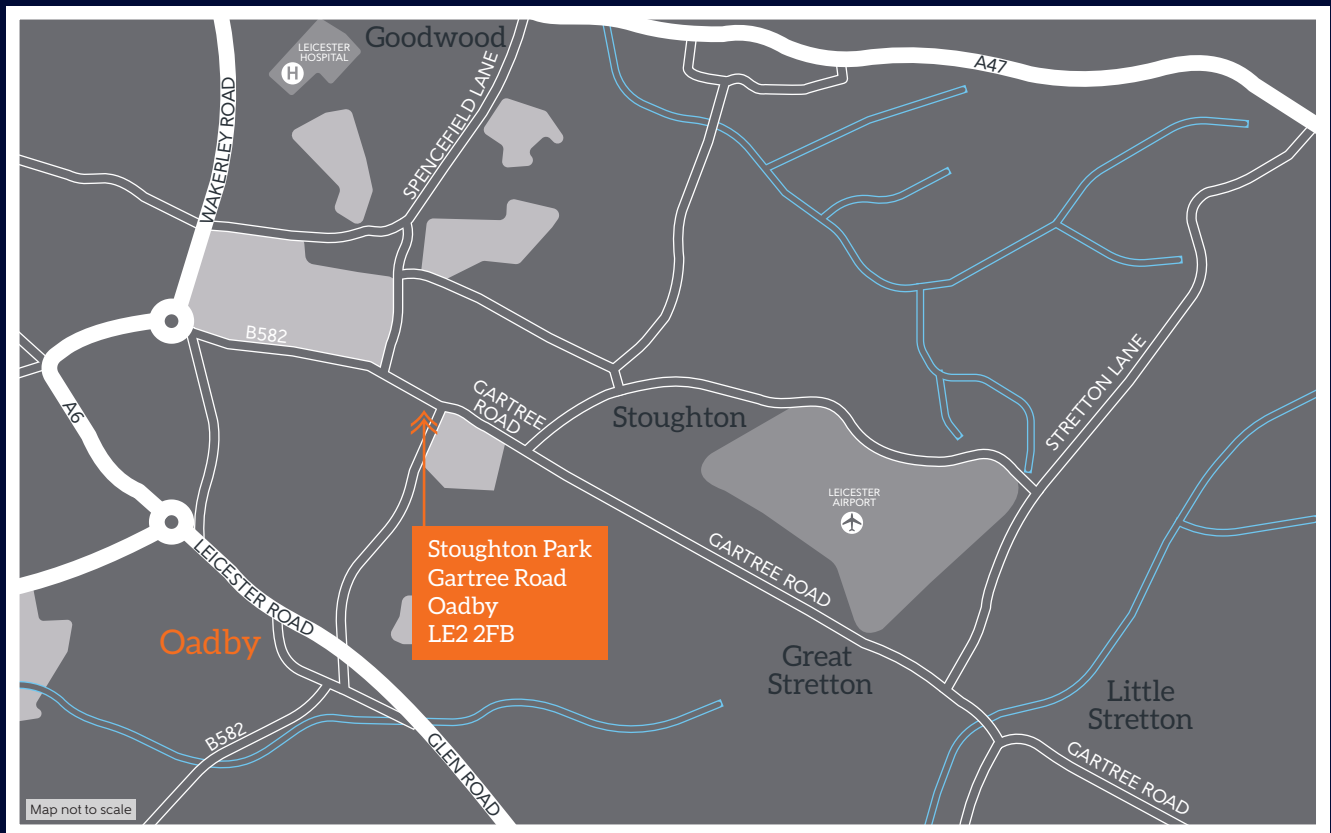 LEICESTER
HOSPITAL
H
Goodwood
A47
WAKERLEY ROAD
SPENCEFIELD LANE
B582
A6
GARTREE
ROAD
Stoughton
STRETTON LANE
LEICESTER
AIRPORT
Stoughton Park
Gartree Road
Oadby
LE2 2FB
LEICESTER ROAD
GARTREE ROAD
Oadby
Great
Stretton
Little
Stretton
B582
GLEN ROAD
GARTREE ROAD
Map not to scale